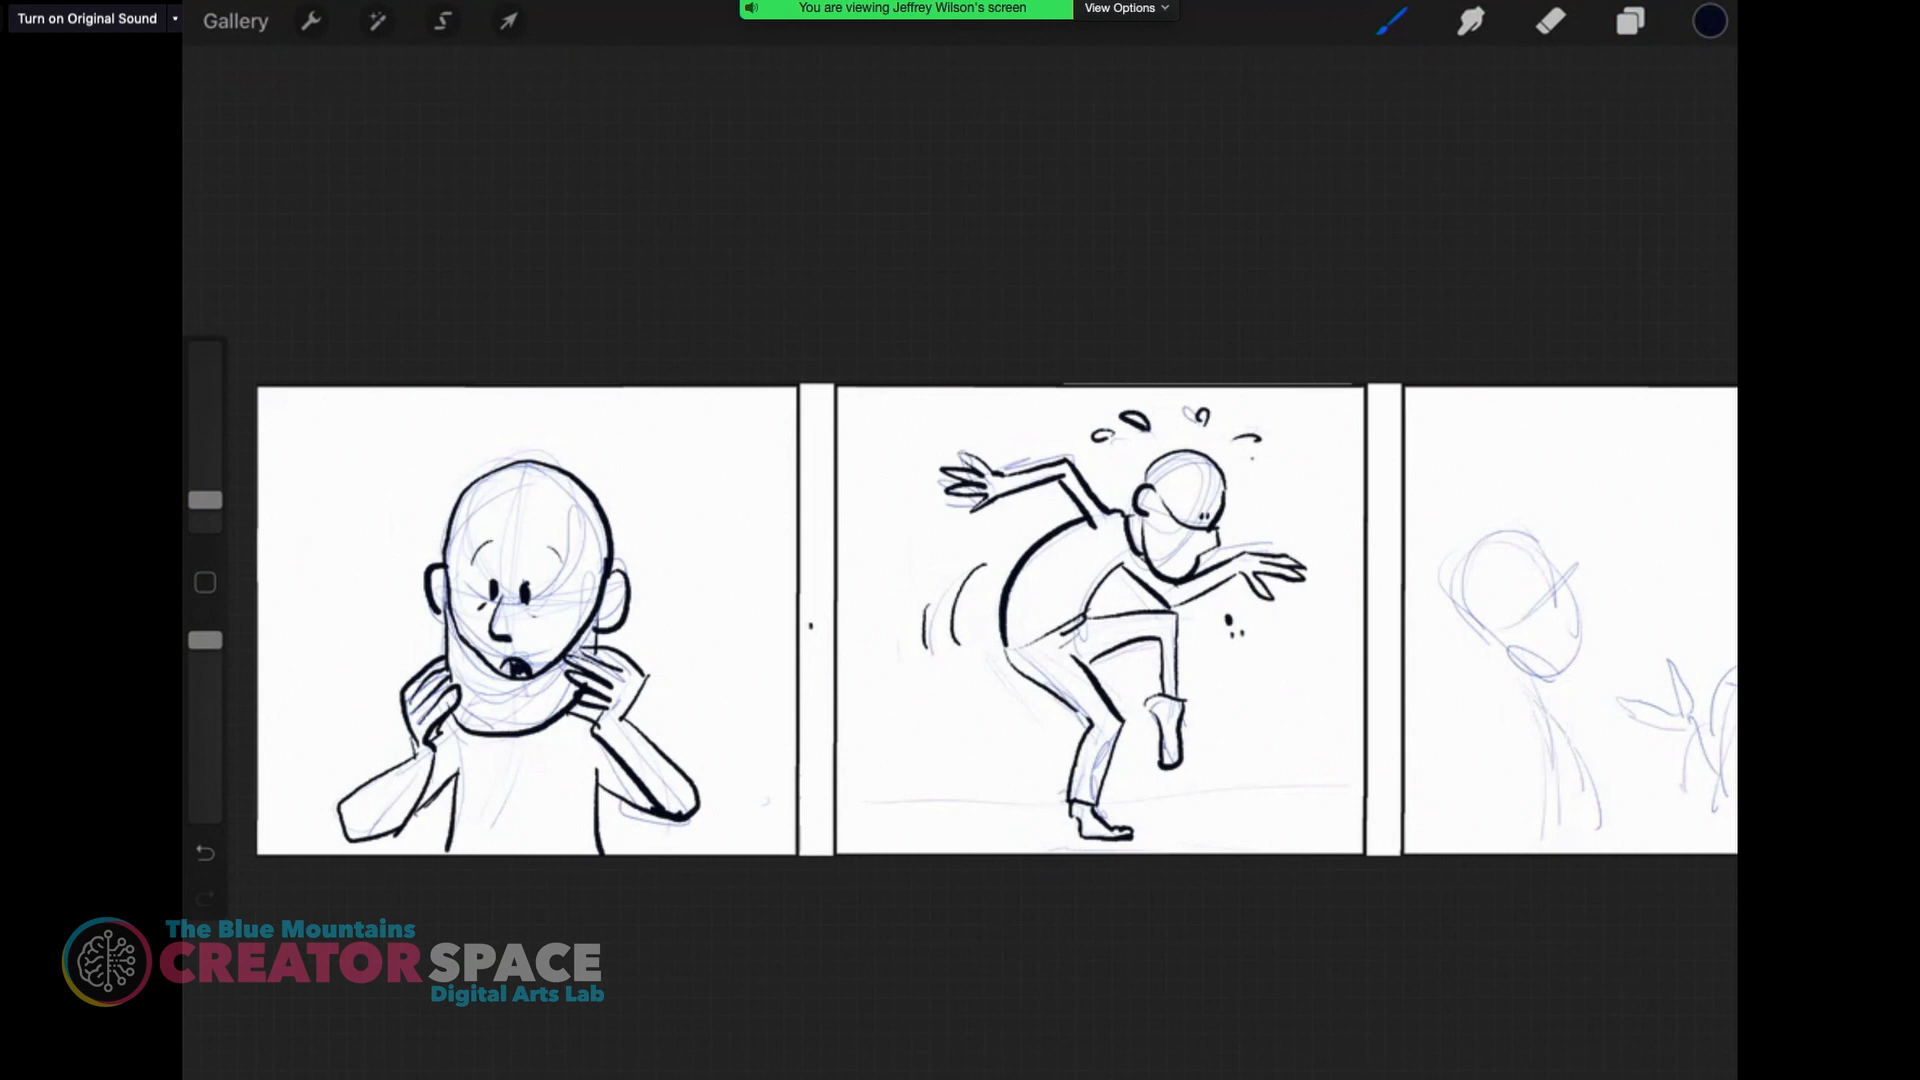 Turn on Original Sound
Gallery
You are viewing Jeffrey Wilson's screen
View Options
The Blue Mountains
CREATOR SPACE
Digital Arts Lab